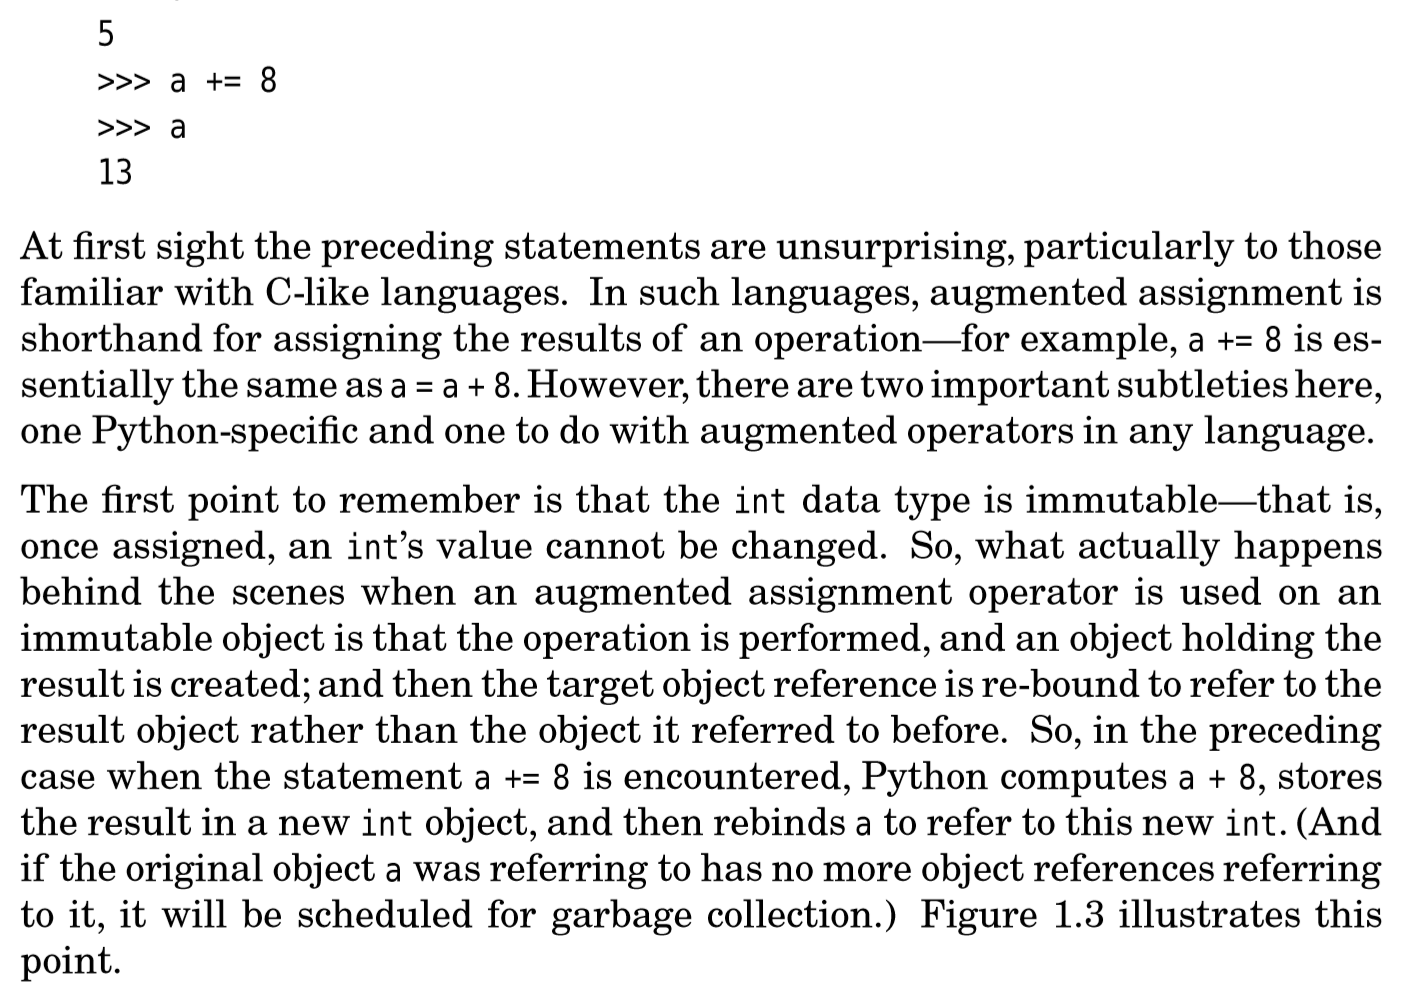 5
>>> a += 8
>>> a
13
At first sight the preceding statements are unsurprising, particularly to those
familiar with C-like languages. In such languages, augmented assignment is
shorthand for assigning the results of an operation—for example, a += 8 is es-
sentially the same as a = a + 8. However, there are two important subtleties here,
one Python-specific and one to do with augmented operators in any language.
The first point to remember is that the int data type is immutable—that is,
once assigned, an int’s value cannot be changed. So, what actually happens
behind the scenes when an augmented assignment operator is used on an
immutable object is that the operation is performed, and an object holding the
result is created; and then the target object reference is re-bound to refer to the
result object rather than the object it referred to before. So, in the preceding
case when the statement a += 8 is encountered, Python computes a + 8, stores
the result in a new int object, and then rebinds a to refer to this new int. (And
if the original object a was referring to has no more object references referring
to it, it will be scheduled for garbage collection.) Figure 1.3 illustrates this
point.